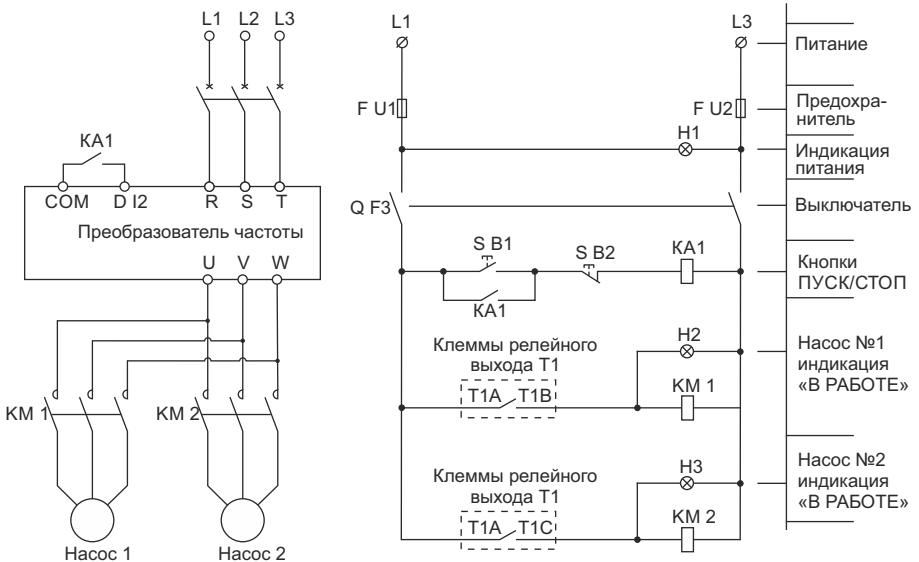 L1 L2 L3
KA1
COM D I2 R S T
Преобразователь частоты
U V W
KM 1
KM 2
Насос 1
Насос 2
L1
L3
F U1
F U2
H1
Q F3
S B1
S B2
KA1
KA1
Клеммы релейного
выхода T1
T1A T1B
H2
KM 1
Клеммы релейного
выхода T1
T1A T1C
H3
KM 2
Питание
Предохра-
нитель
Индикация
питания
Выключатель
Кнопки
ПУСК/СТОП
Насос №1
индикация
«В РАБОТЕ»
Насос №2
индикация
«В РАБОТЕ»